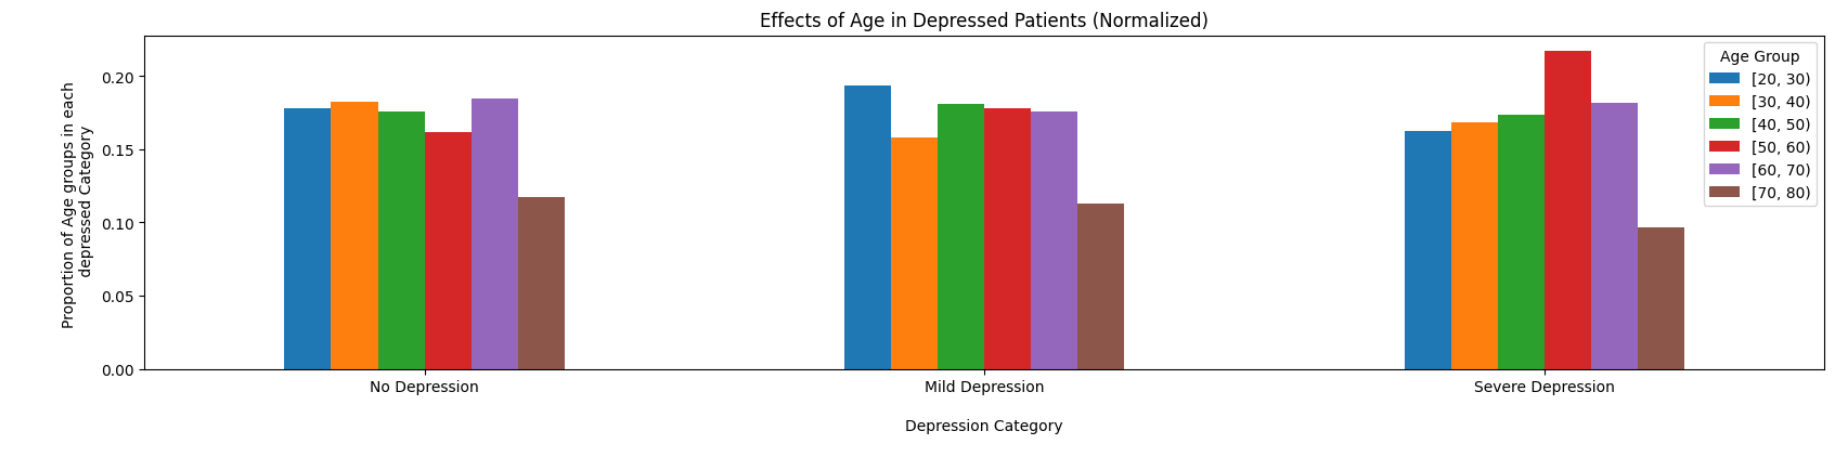 Effects of Age in Depressed Patients (Normalized)
Proportion of Age groups in each
depressed Category
0.20
0.15
0.10
0.05
0.00
Age Group
[20, 30)
[30, 40)
[40, 50)
[50, 60)
[60, 70)
[70, 80)
No Depression
Mild Depression
Severe Depression
Depression Category